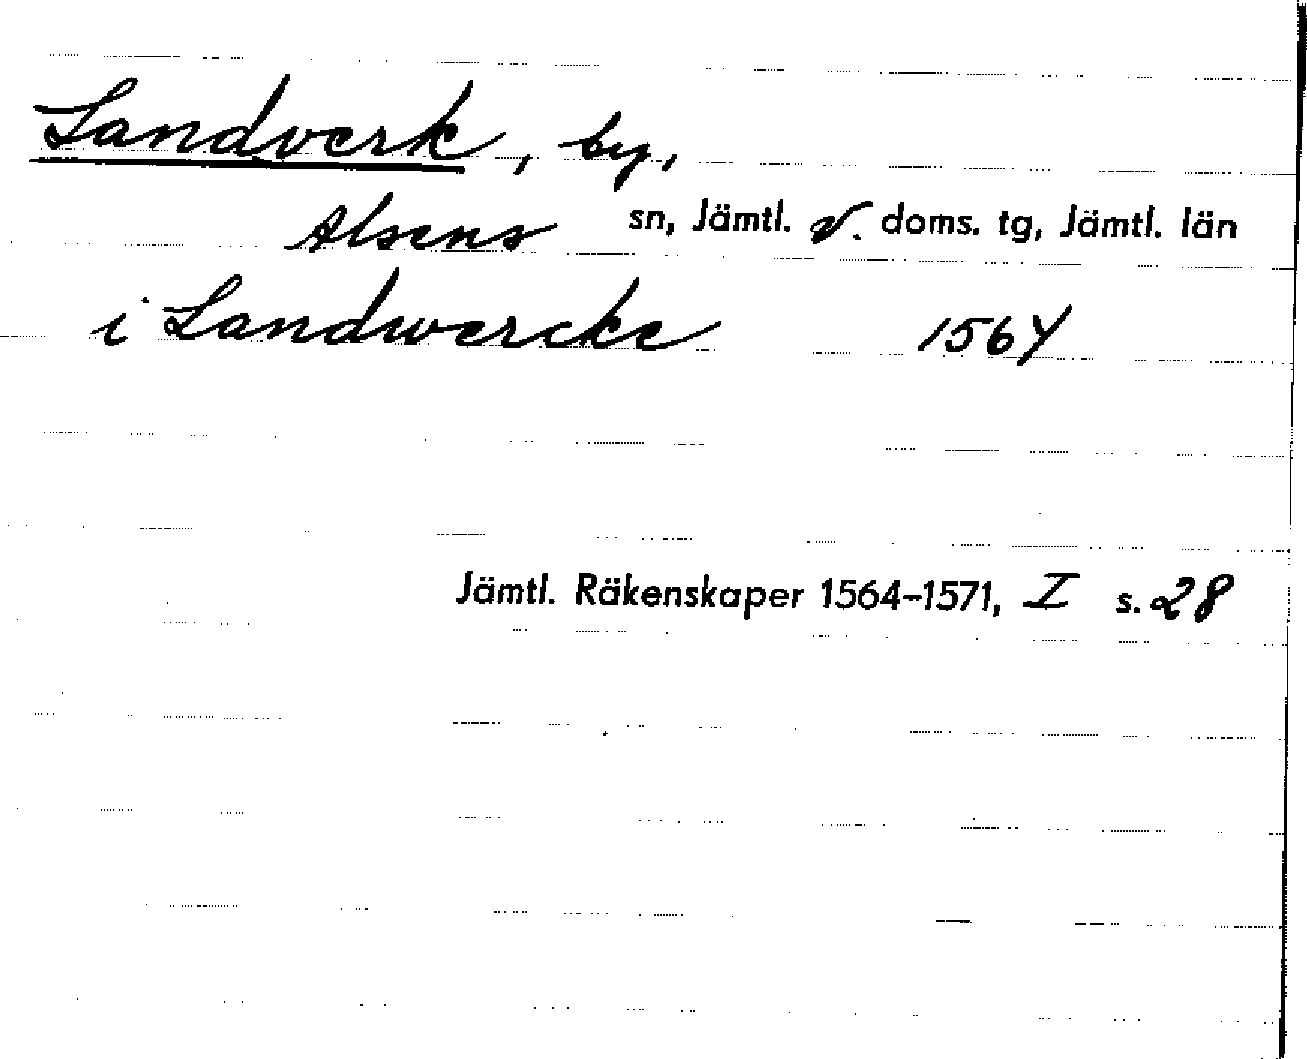 Landverk, by,
Alsens sn, Jämtl. v. doms. tg, Jämtl. län
i Landwercke 1564
Jämtl. Räkenskaper 1564-1571, I s. 28